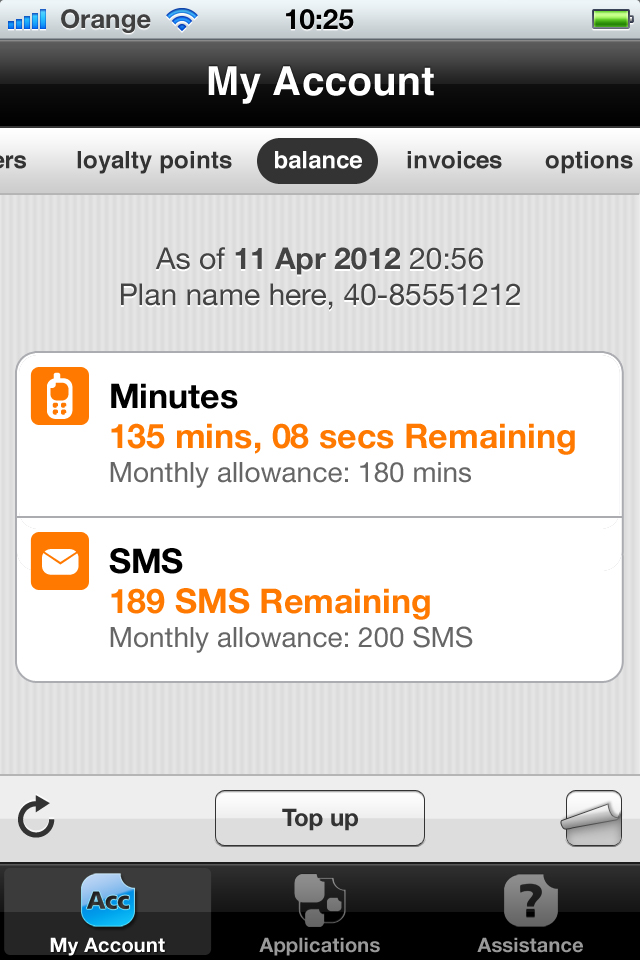 Orange 10:25
My Account
ers loyalty points balance invoices options
As of 11 Apr 2012 20:56
Plan name here, 40-85551212
Minutes
135 mins, 08 secs Remaining
Monthly allowance: 180 mins
SMS
189 SMS Remaining
Monthly allowance: 200 SMS
Top up
Acc ?
My Account Applications Assistance